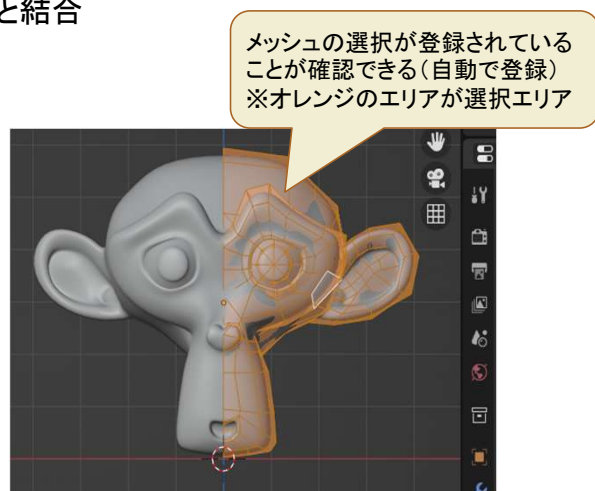 と結合
メッシュの選択が登録されている
ことが確認できる(自動で登録)
※オレンジのエリアが選択エリア